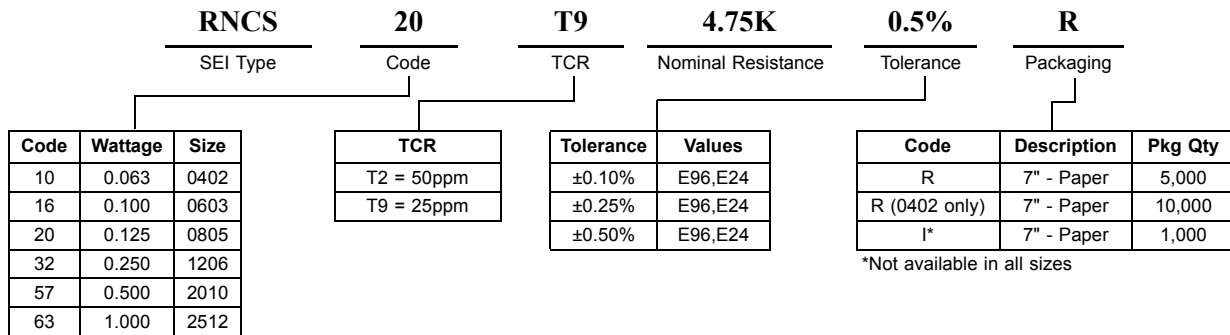 RNCS 20 T9 4.75K 0.5% R
SEI Type Code TCR Nominal Resistance Tolerance Packaging
Code Wattage Size
10 0.063 0402
16 0.100 0603
20 0.125 0805
32 0.250 1206
57 0.500 2010
63 1.000 2512
TCR
T2 = 50ppm
T9 = 25ppm
Tolerance Values
±0.10% E96,E24
±0.25% E96,E24
±0.50% E96,E24
Code Description Pkg Qty
R 7" - Paper 5,000
R (0402 only) 7" - Paper 10,000
I* 7" - Paper 1,000
*Not available in all sizes